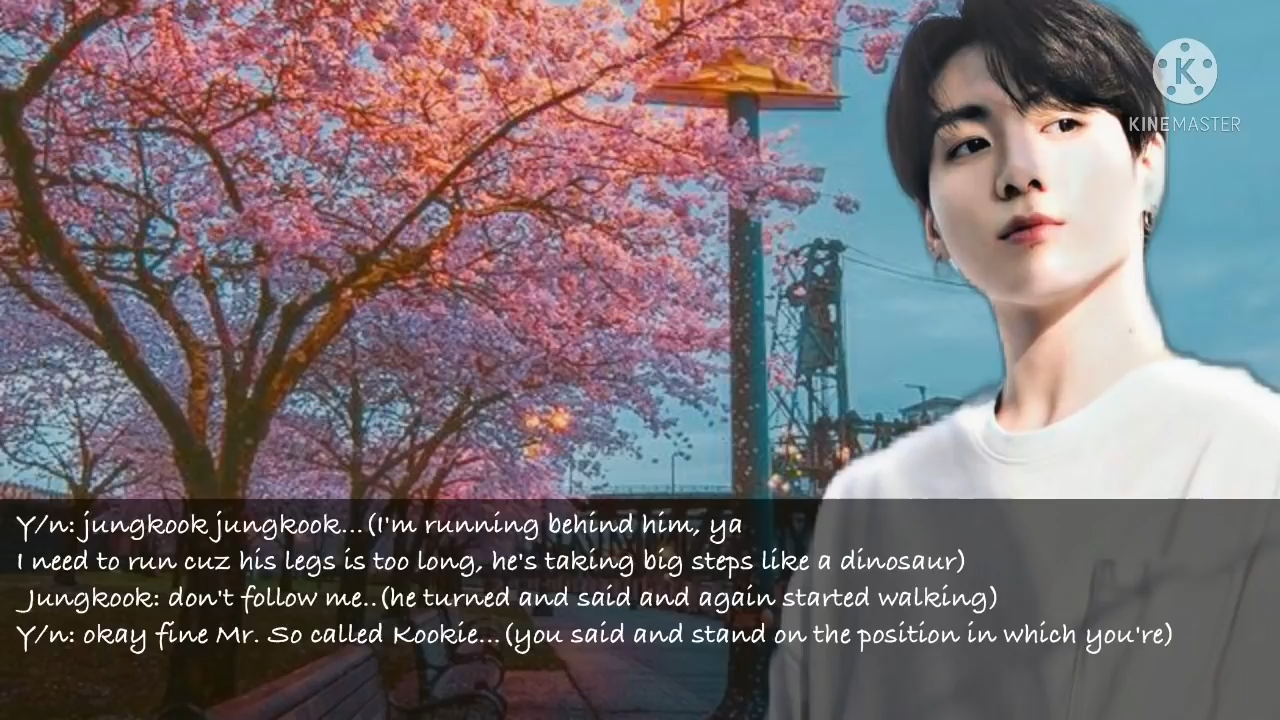 K
KINEMASTER
Y/n: jungkook jungkook...(I'm running behind him, ya
I need to run cuz his legs is too long, he's taking big steps like a dinosaur)
Jungkook: don't follow me..(he turned and said and again started walking)
Y/n: okay fine Mr. So called Kookie...(you said and stand on the position in which you're)